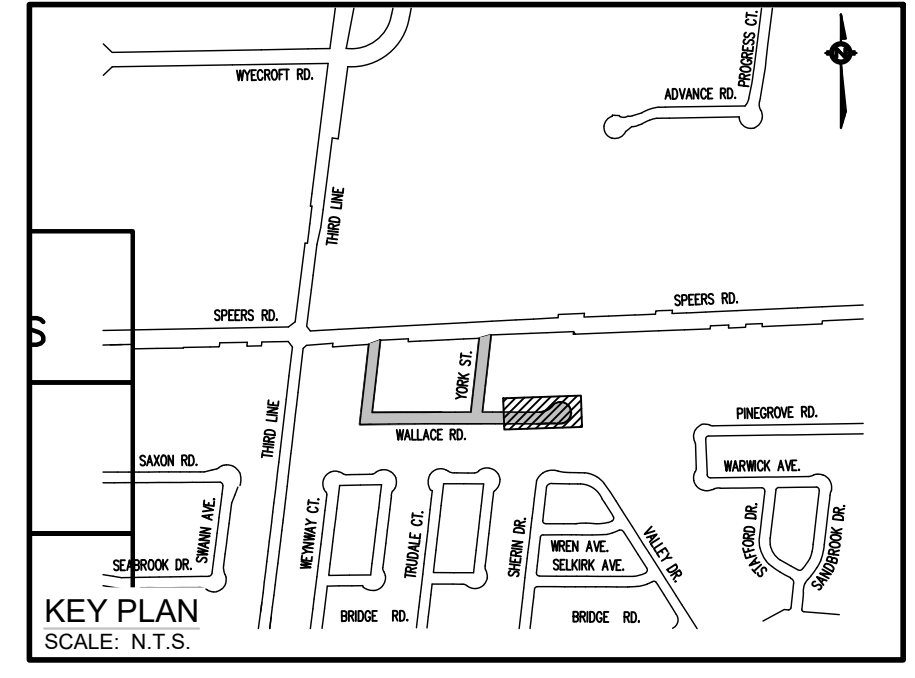 PROGRESS CT.
N
WYECROFT RD.
ADVANCE RD.
THIRD LINE
SPEERS RD.
SPEERS RD.
S
YORK ST.
THIRD LINE
PINEGROVE RD.
WALLACE RD.
SAXON RD.
WARWICK AVE.
SWANN AVE.
WEYNWAY CT.
TRUDALE CT.
SHERIN DR.
VALLEY DR.
STAFFORD DR.
SANDBROOK DR.
WREN AVE.
SELKIRK AVE.
SEABROOK DR.
BRIDGE RD.
BRIDGE RD.
KEY PLAN
SCALE: N.T.S.